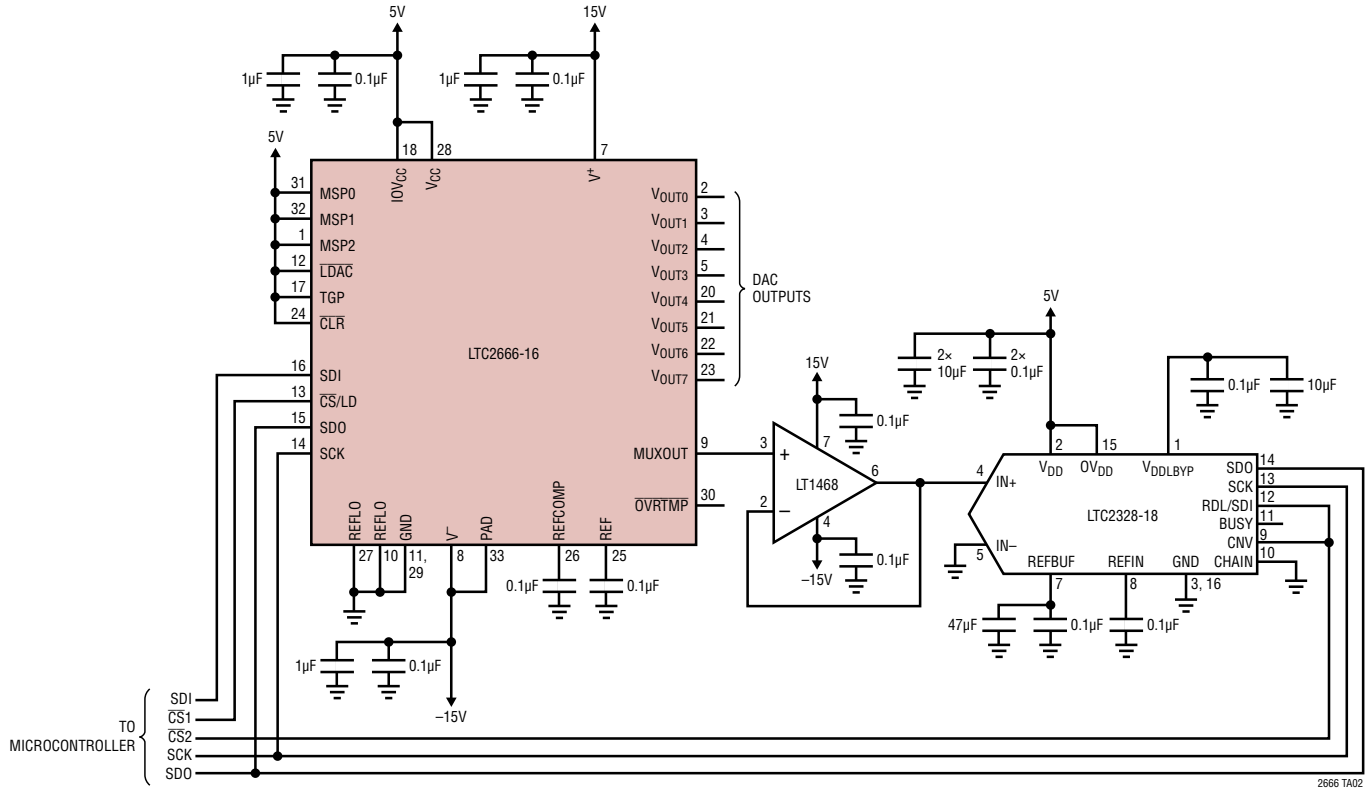 5V
15V
1µF
0.1µF
1µF
0.1µF
5V
18
28
7
IOVCC
VCC
V+
31
MSP0
32
MSP1
1
MSP2
12
LDAC
17
TGP
24
CLR
16
SDI
13
CS/LD
15
SDO
14
SCK
LTC2666-16
VOUT0
2
VOUT1
3
VOUT2
4
VOUT3
5
VOUT4
20
VOUT5
21
VOUT6
22
VOUT7
23
DAC
OUTPUTS
MUXOUT
9
OVRTMP
30
REFLO
REFLO
GND
V–
PAD
REFCOMP
REF
27
10
11,
29
8
33
26
25
0.1µF
0.1µF
1µF
0.1µF
–15V
15V
0.1µF
3
+
7
LT1468
6
2
–
4
0.1µF
–15V
5V
2×
10µF
2×
0.1µF
0.1µF
10µF
2
15
1
VDD
OVDD
VDDLBYP
4
IN+
LTC2328-18
IN–
5
SDO
14
SCK
13
RDL/SDI
12
BUSY
11
CNV
9
CHAIN
10
REFBUF
REFIN
GND
7
8
3, 16
47µF
0.1µF
0.1µF
TO
MICROCONTROLLER
SDI
CS1
CS2
SCK
SDO
2666 TA02